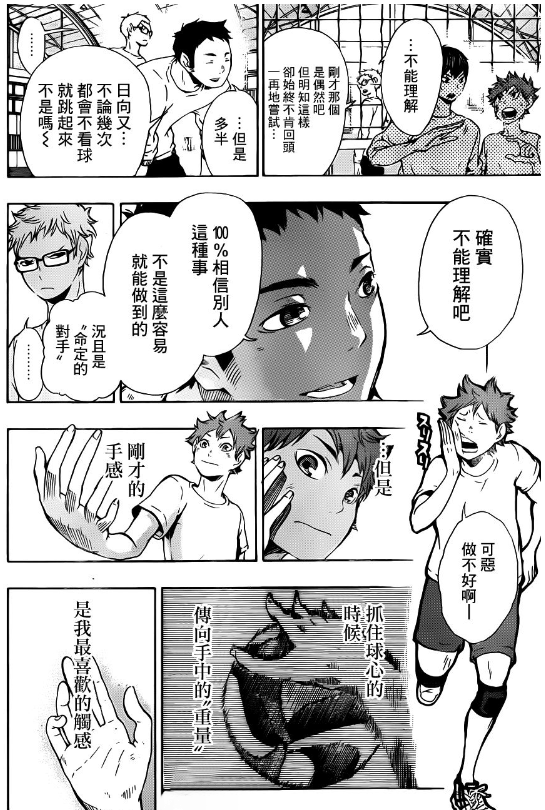 …不能理解
剛才那個
是偶然吧
但明知這樣
卻始終不肯回頭
一再地嘗試…
…但是
多半
日向又…
不論幾次
都會不看球
就跳起來
不是嗎～
……
確實
不能理解吧
100%相信別人
這種事
不是這麼容易
就能做到的
況且是
〝命定的
對手〞
……
スリスリ
可惡
做不好啊—
…但是
剛才的
手感
抓住球心的
時候
傳向手中的〝重量〞
是我最喜歡的觸感